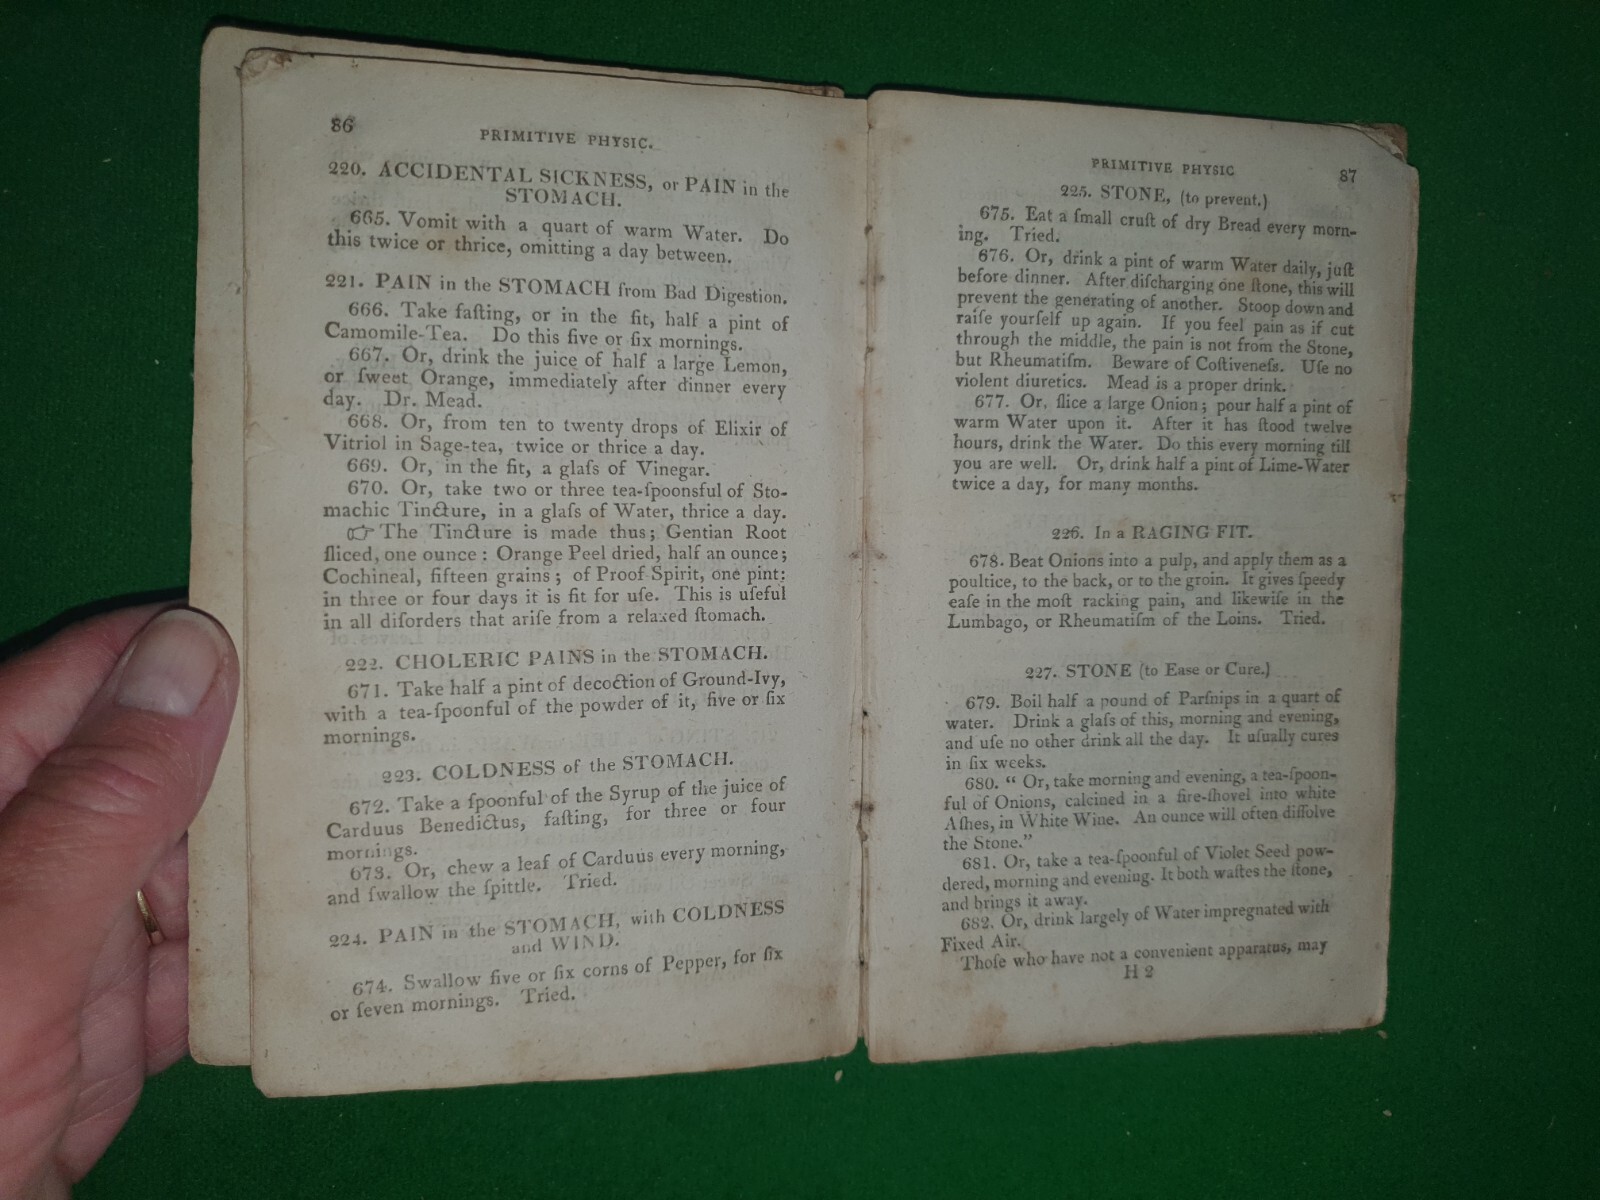 86
PRIMITIVE PHYSIC.
220. ACCIDENTAL SICKNESS, or PAIN in the
STOMACH.
665. Vomit with a quart of warm Water. Do
this twice or thrice, omitting a day between.
221. PAIN in the STOMACH from Bad Digestion.
666. Take faſting, or in the fit, half a pint of
Camomile-Tea. Do this five or ſix mornings.
667. Or, drink the juice of half a large Lemon,
or ſweet Orange, immediately after dinner every
day. Dr. Mead.
668. Or, from ten to twenty drops of Elixir of
Vitriol in Sage-tea, twice or thrice a day.
669. Or, in the fit, a glaſs of Vinegar.
670. Or, take two or three tea-ſpoonsful of Sto-
machic Tincture, in a glaſs of Water, thrice a day.
☞ The Tincture is made thus; Gentian Root
ſliced, one ounce: Orange Peel dried, half an ounce;
Cochineal, fifteen grains; of Proof Spirit, one pint:
in three or four days it is fit for uſe. This is uſeful
in all diſorders that ariſe from a relaxed ſtomach.
222. CHOLERIC PAINS in the STOMACH.
671. Take half a pint of decoction of Ground-Ivy,
with a tea-ſpoonful of the powder of it, five or ſix
mornings.
223. COLDNESS of the STOMACH.
672. Take a ſpoonful of the Syrup of the juice of
Carduus Benedictus, faſting, for three or four
mornings.
673. Or, chew a leaf of Carduus every morning,
and ſwallow the ſpittle. Tried.
224. PAIN in the STOMACH, with COLDNESS
and WIND.
674. Swallow five or ſix corns of Pepper, for ſix
or ſeven mornings. Tried.
PRIMITIVE PHYSIC
87
225. STONE, (to prevent.)
675. Eat a ſmall cruſt of dry Bread every morn-
ing. Tried.
676. Or, drink a pint of warm Water daily, juſt
before dinner. After diſcharging one ſtone, this will
prevent the generating of another. Stoop down and
raiſe yourſelf up again. If you feel pain as if cut
through the middle, the pain is not from the Stone,
but Rheumatiſm. Beware of Coſtiveneſs. Uſe no
violent diuretics. Mead is a proper drink.
677. Or, ſlice a large Onion; pour half a pint of
warm Water upon it. After it has ſtood twelve
hours, drink the Water. Do this every morning till
you are well. Or, drink half a pint of Lime-Water
twice a day, for many months.
226. In a RAGING FIT.
678. Beat Onions into a pulp, and apply them as a
poultice, to the back, or to the groin. It gives ſpeedy
eaſe in the moſt racking pain, and likewiſe in the
Lumbago, or Rheumatiſm of the Loins. Tried.
227. STONE (to Ease or Cure.)
679. Boil half a pound of Parſnips in a quart of
water. Drink a glaſs of this, morning and evening,
and uſe no other drink all the day. It uſually cures
in ſix weeks.
680. "Or, take morning and evening, a tea-ſpoon-
ful of Onions, calcined in a fire-ſhovel into white
Aſhes, in White Wine. An ounce will often diſſolve
the Stone."
681. Or, take a tea-ſpoonful of Violet Seed pow-
dered, morning and evening. It both waſtes the ſtone,
and brings it away.
682. Or, drink largely of Water impregnated with
Fixed Air.
Thoſe who have not a convenient apparatus, may
H 2